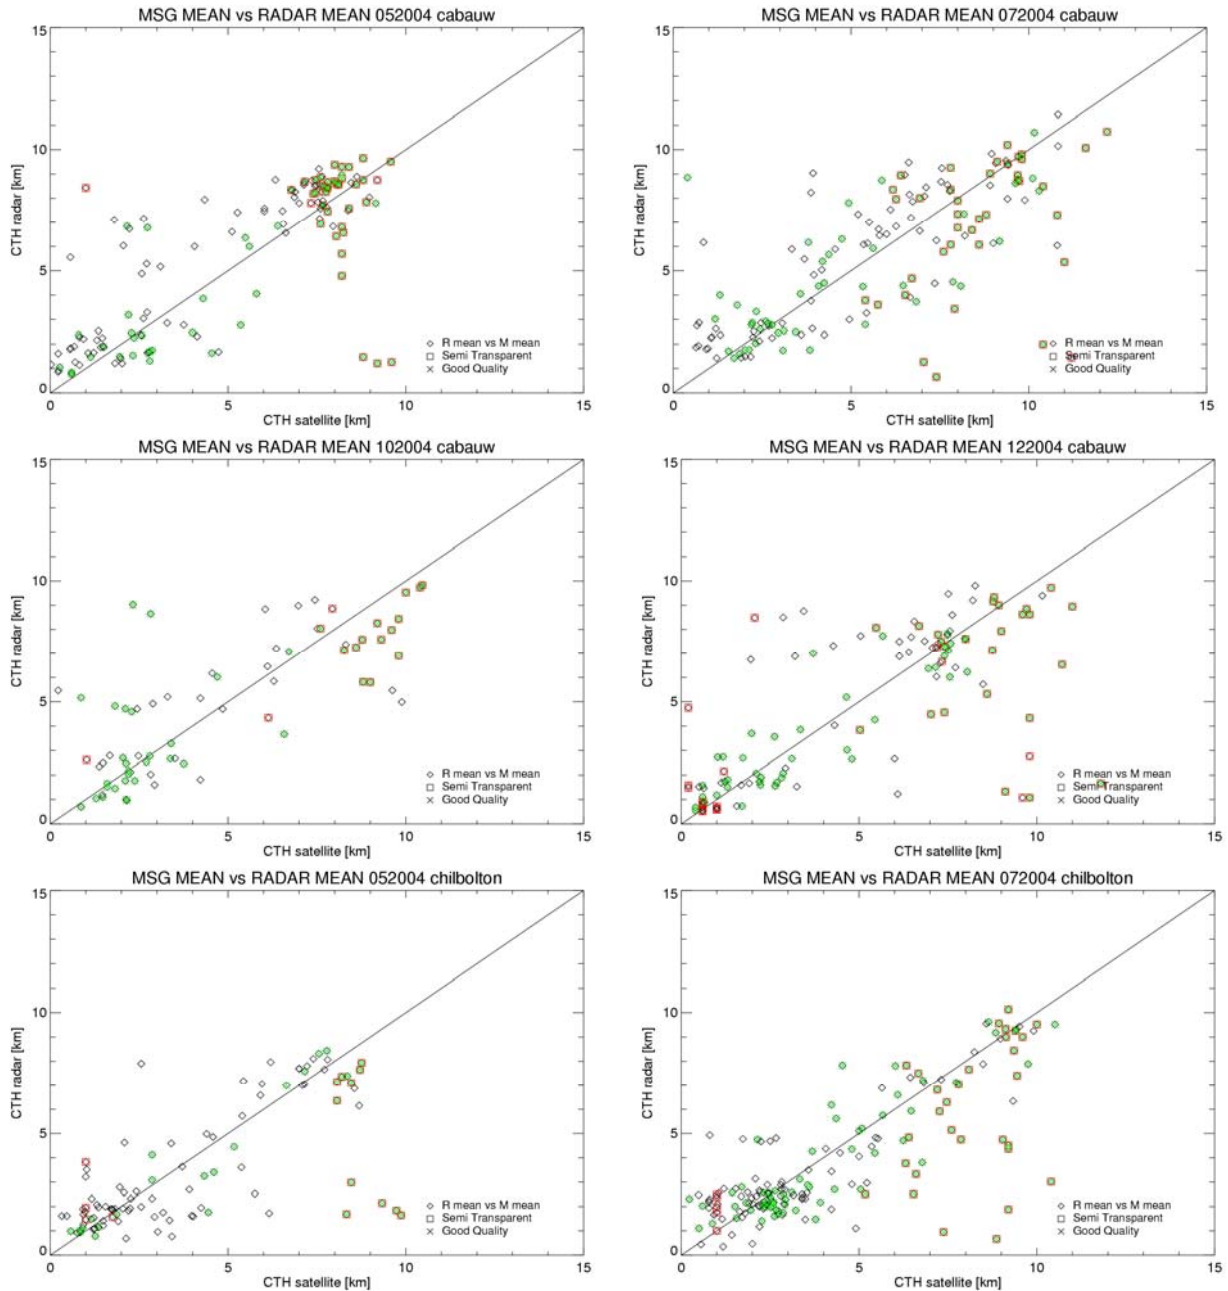 MSG MEAN vs RADAR MEAN 052004 cabauw
15
10
5
0
CTH radar [km]
R mean vs M mean
Semi Transparent
Good Quality
0 5 10 15
CTH satellite [km]
MSG MEAN vs RADAR MEAN 072004 cabauw
15
10
5
0
CTH radar [km]
R mean vs M mean
Semi Transparent
Good Quality
0 5 10 15
CTH satellite [km]
MSG MEAN vs RADAR MEAN 102004 cabauw
15
10
5
0
CTH radar [km]
R mean vs M mean
Semi Transparent
Good Quality
0 5 10 15
CTH satellite [km]
MSG MEAN vs RADAR MEAN 122004 cabauw
15
10
5
0
CTH radar [km]
R mean vs M mean
Semi Transparent
Good Quality
0 5 10 15
CTH satellite [km]
MSG MEAN vs RADAR MEAN 052004 chilbolton
15
10
5
0
CTH radar [km]
R mean vs M mean
Semi Transparent
Good Quality
0 5 10 15
CTH satellite [km]
MSG MEAN vs RADAR MEAN 072004 chilbolton
15
10
5
0
CTH radar [km]
R mean vs M mean
Semi Transparent
Good Quality
0 5 10 15
CTH satellite [km]